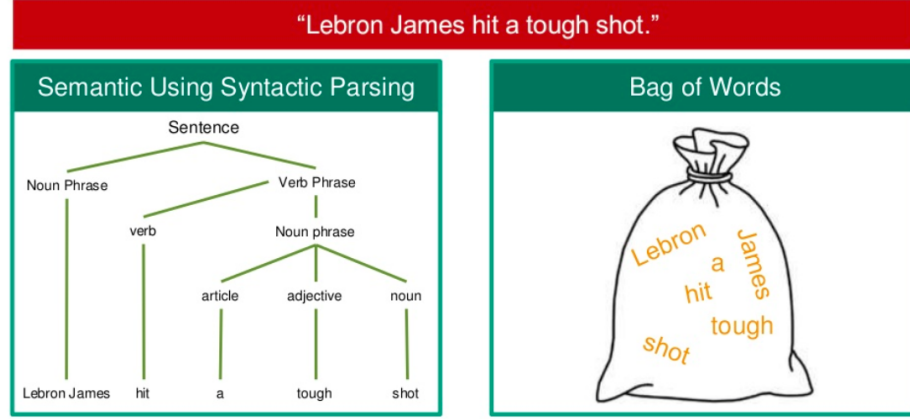 “Lebron James hit a tough shot.”
Semantic Using Syntactic Parsing
Sentence
Noun Phrase
Verb Phrase
verb
Noun phrase
article
adjective
noun
Lebron James
hit
a
tough
shot
Bag of Words
Lebron
James
a
hit
tough
shot